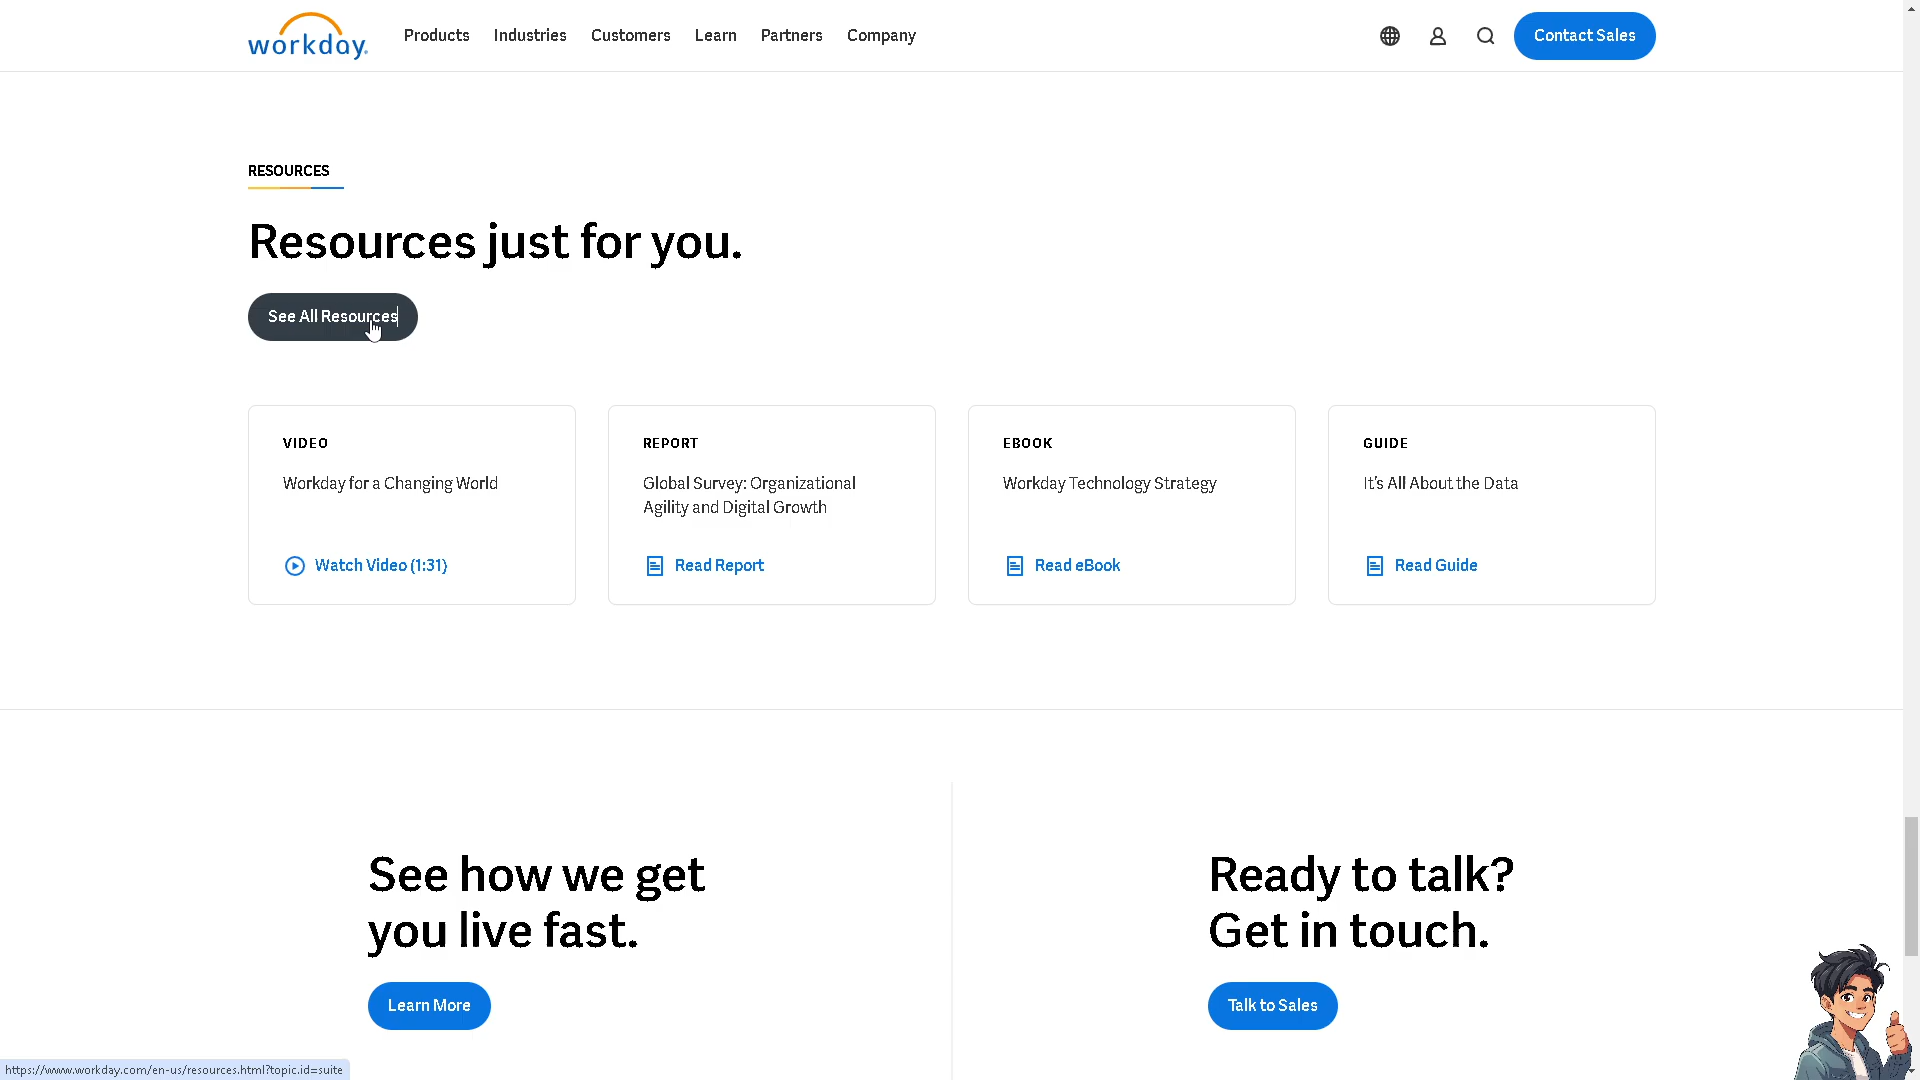 workday.
Products
Industries
Customers
Learn
Partners
Company
Contact Sales
RESOURCES
Resources just for you.
See All Resources
VIDEO
Workday for a Changing World
Watch Video (1:31)
REPORT
Global Survey: Organizational
Agility and Digital Growth
Read Report
EBOOK
Workday Technology Strategy
Read eBook
GUIDE
It's All About the Data
Read Guide
See how we get
you live fast.
Learn More
Ready to talk?
Get in touch.
Talk to Sales
https://www.workday.com/en-us/resources.html?topic.id=suite